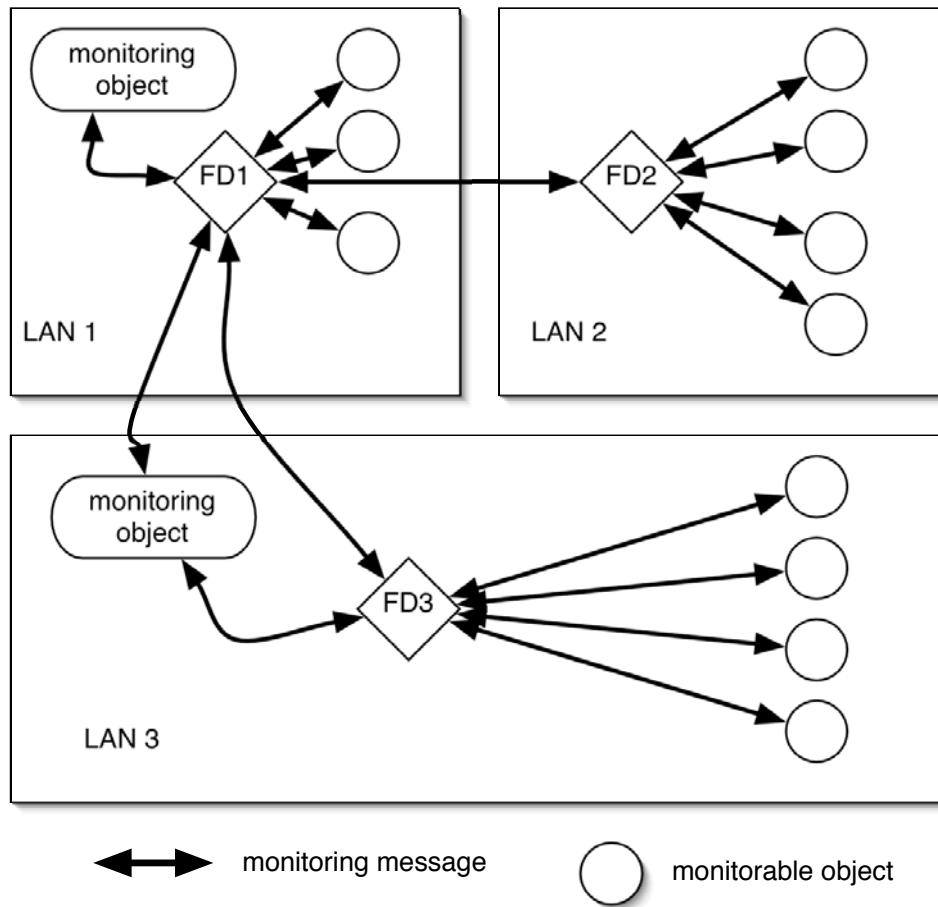 monitoring
object
FD1
FD2
LAN 1
LAN 2
monitoring
object
FD3
LAN 3
monitoring message
monitorable object